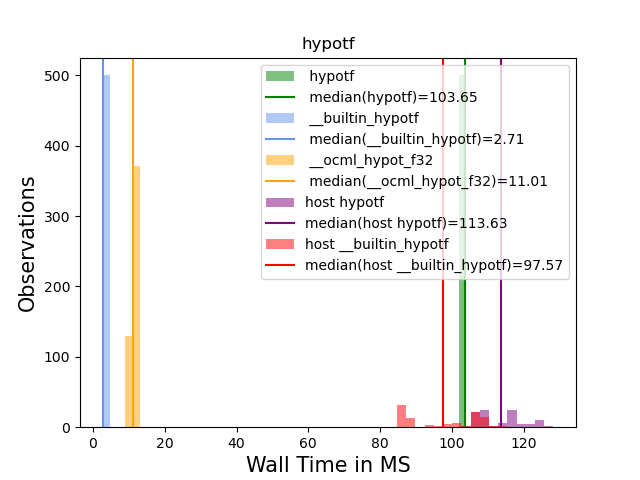 hypotf
500
400
300
200
100
0
Observations
hypotf
median(hypotf)=103.65
__builtin_hypotf
median(__builtin_hypotf)=2.71
__ocml_hypot_f32
median(__ocml_hypot_f32)=11.01
host hypotf
median(host hypotf)=113.63
host __builtin_hypotf
median(host __builtin_hypotf)=97.57
0 20 40 60 80 100 120
Wall Time in MS